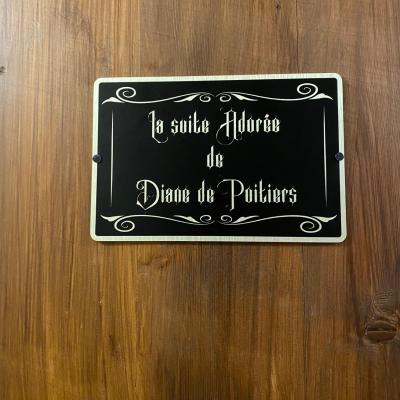 La suite Adorée
de
Diane de Poitiers